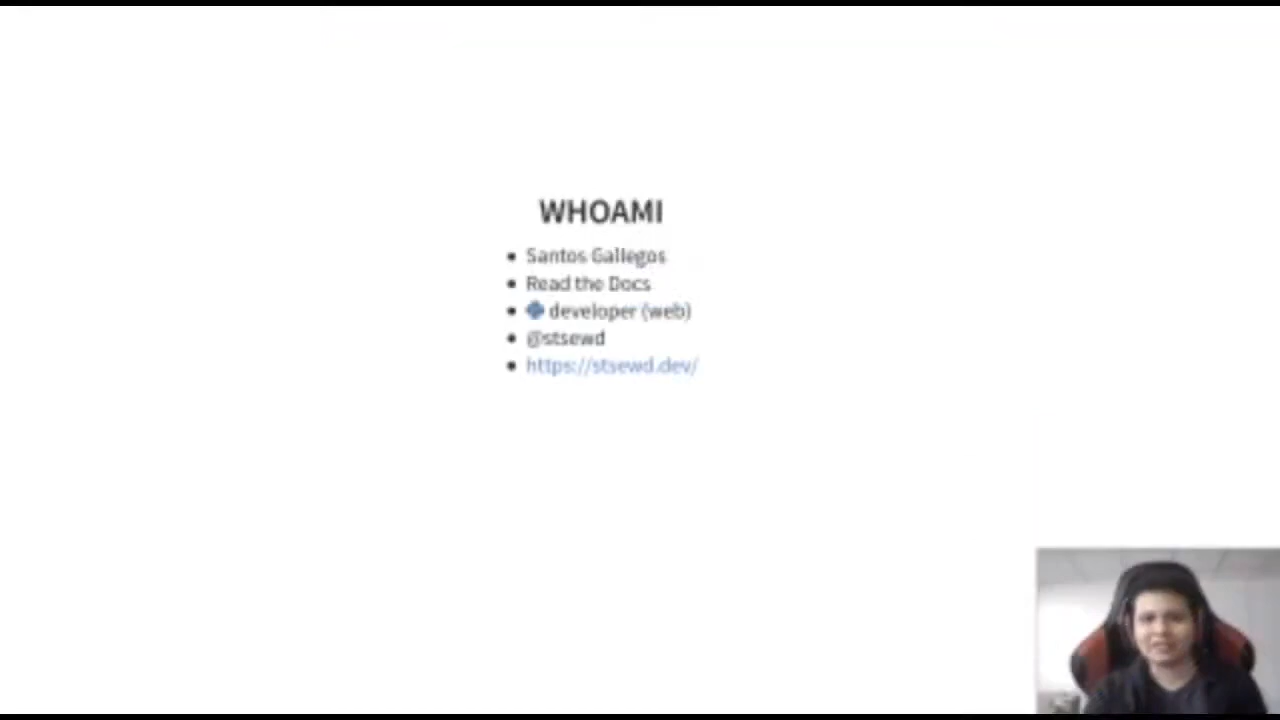 WHOAMI
Santos Gallegos
Read the Docs
developer (web)
@stsewd
https://stsewd.dev/